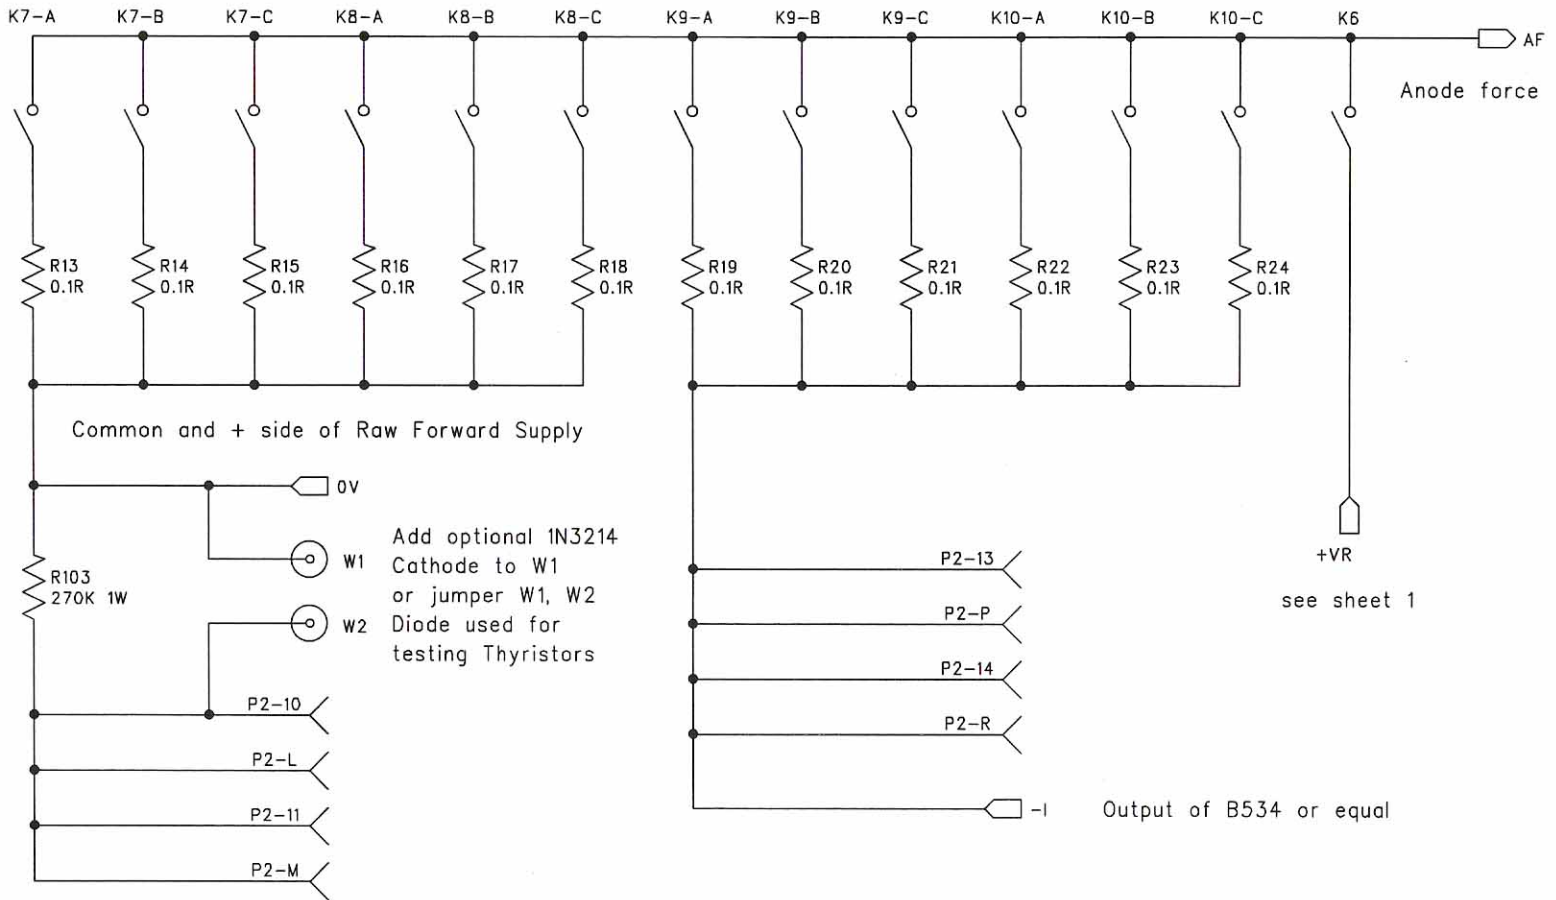 K7-A K7-B K7-C K8-A K8-B K8-C K9-A K9-B K9-C K10-A K10-B K10-C K6
AF
Anode force
R13 R14 R15 R16 R17 R18 R19 R20 R21 R22 R23 R24
0.1R 0.1R 0.1R 0.1R 0.1R 0.1R 0.1R 0.1R 0.1R 0.1R 0.1R 0.1R
Common and + side of Raw Forward Supply
0V
W1
Add optional 1N3214
Cathode to W1
or jumper W1, W2
Diode used for
testing Thyristors
R103
270K 1W
W2
P2-10
P2-L
P2-11
P2-M
P2-13
P2-P
P2-14
P2-R
-I
Output of B534 or equal
+VR
see sheet 1